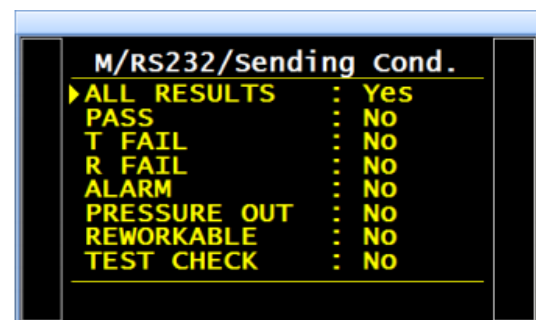 M/RS232/Sending Cond.
ALL RESULTS : Yes
PASS : No
T FAIL : No
R FAIL : No
ALARM : No
PRESSURE OUT : No
REWORKABLE : No
TEST CHECK : No